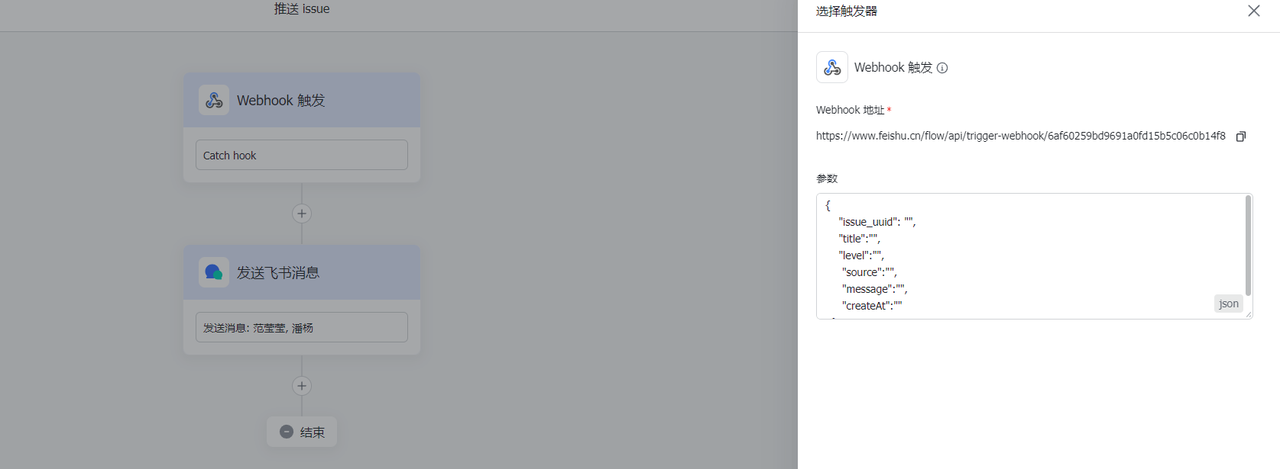 推送 issue
Webhook 触发
Catch hook
发送飞书消息
发送消息: 范莹莹, 潘杨
结束
选择触发器
Webhook 触发
Webhook 地址 *
https://www.feishu.cn/flow/api/trigger-webhook/6af60259bd9691a0fd15b5c06c0b14f8
参数
{
"issue_uuid": "",
"title":"",
"level":"",
"source":"",
"message":"",
"createAt":""
json